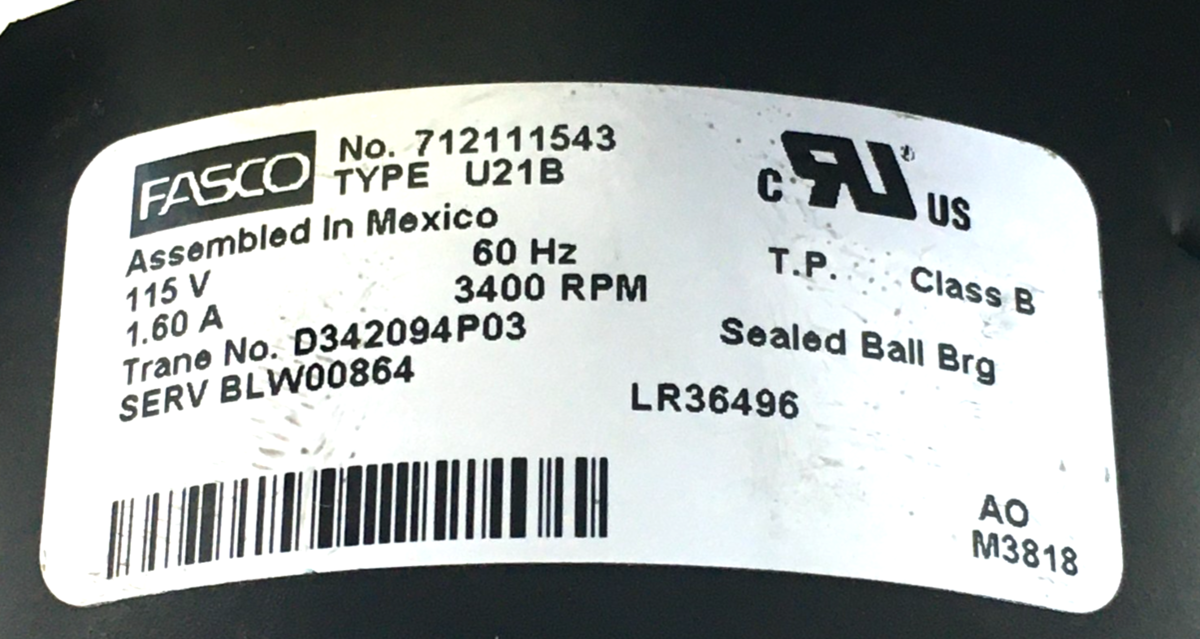 FASCO
No. 712111543
TYPE U21B
Assembled In Mexico
115 V 60 Hz
1.60 A 3400 RPM
Trane No. D342094P03
SERV BLW00864
C RU ® US
T.P. Class B
Sealed Ball Brg
LR36496
AO
M3818